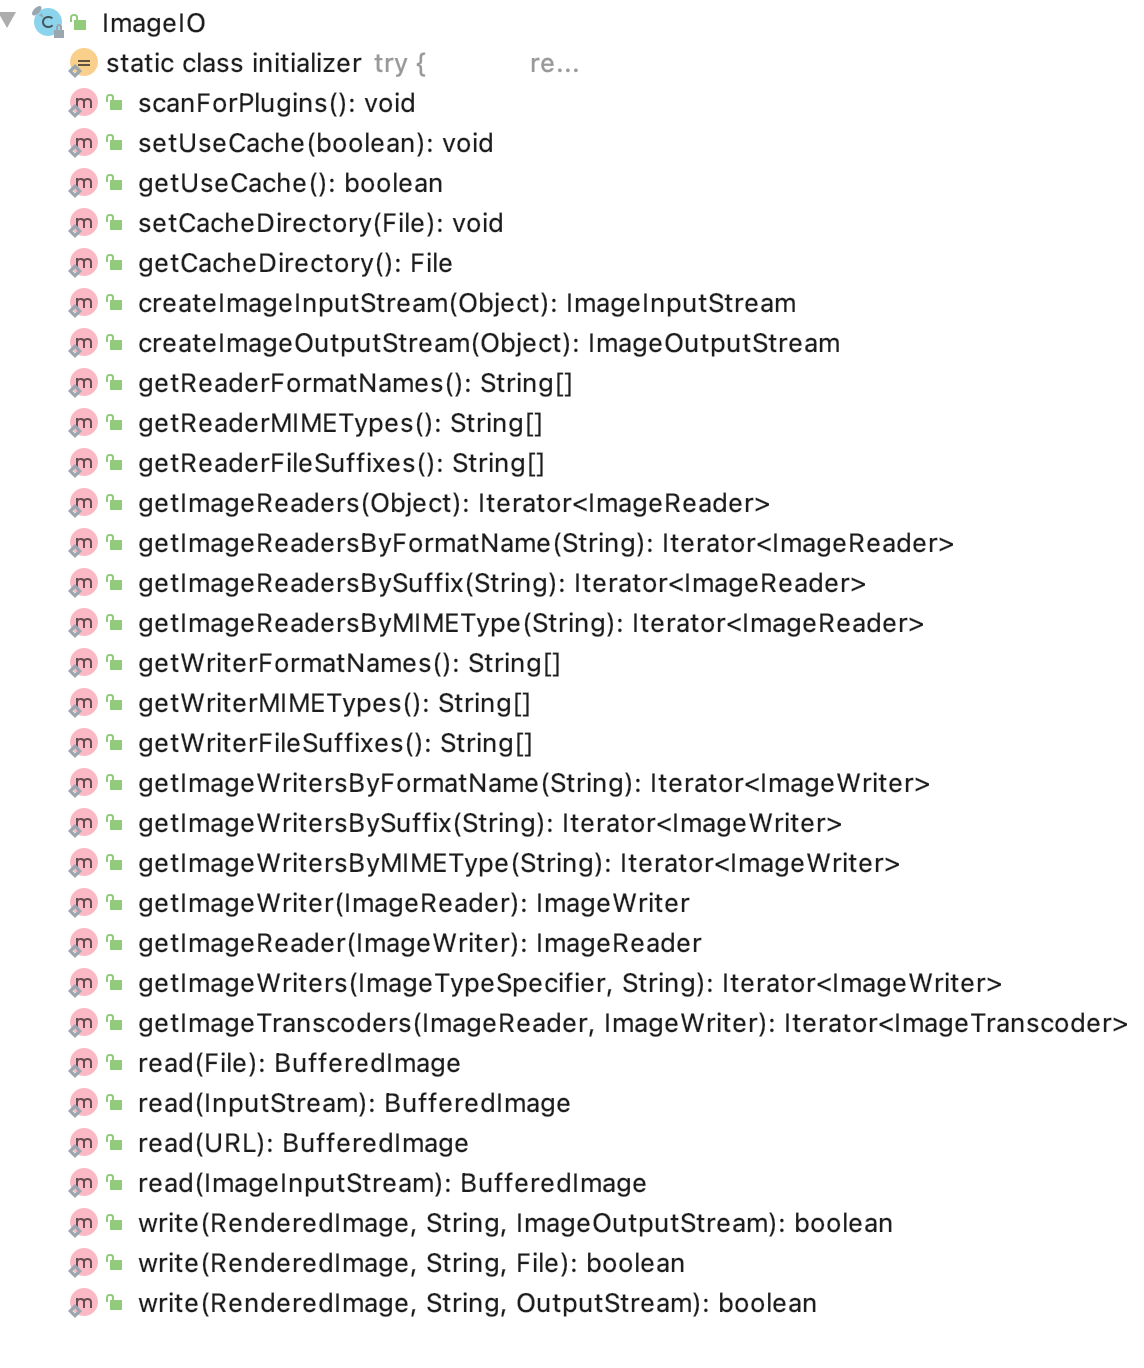 ImageIO
static class initializer try { re...
scanForPlugins(): void
setUseCache(boolean): void
getUseCache(): boolean
setCacheDirectory(File): void
getCacheDirectory(): File
createImageInputStream(Object): ImageInputStream
createImageOutputStream(Object): ImageOutputStream
getReaderFormatNames(): String[]
getReaderMIMETypes(): String[]
getReaderFileSuffixes(): String[]
getImageReaders(Object): Iterator<ImageReader>
getImageReadersByFormatName(String): Iterator<ImageReader>
getImageReadersBySuffix(String): Iterator<ImageReader>
getImageReadersByMIMEType(String): Iterator<ImageReader>
getWriterFormatNames(): String[]
getWriterMIMETypes(): String[]
getWriterFileSuffixes(): String[]
getImageWritersByFormatName(String): Iterator<ImageWriter>
getImageWritersBySuffix(String): Iterator<ImageWriter>
getImageWritersByMIMEType(String): Iterator<ImageWriter>
getImageWriter(ImageReader): ImageWriter
getImageReader(ImageWriter): ImageReader
getImageWriters(ImageTypeSpecifier, String): Iterator<ImageWriter>
getImageTranscoders(ImageReader, ImageWriter): Iterator<ImageTranscoder>
read(File): BufferedImage
read(InputStream): BufferedImage
read(URL): BufferedImage
read(ImageInputStream): BufferedImage
write(RenderedImage, String, ImageOutputStream): boolean
write(RenderedImage, String, File): boolean
write(RenderedImage, String, OutputStream): boolean